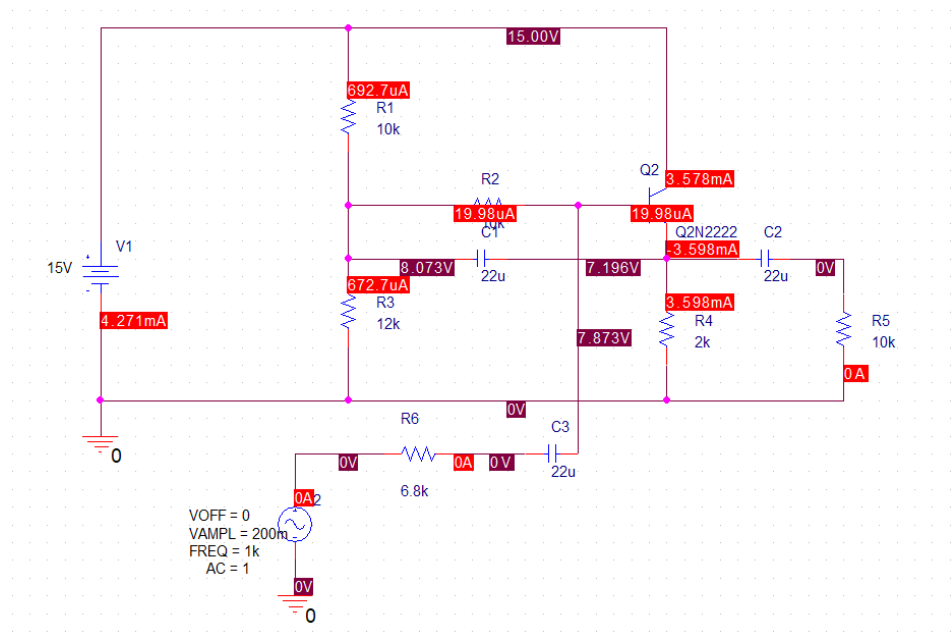 15.00V
692.7uA
R1
10k
Q2
3.578mA
R2
19.98uA
19.98uA
10k
C1
Q2N2222
C2
V1
-3.598mA
15V
8.073V
22u
7.196V
22u
0V
672.7uA
R3
12k
3.598mA
R4
2k
R5
10k
4.271mA
7.873V
0A
0V
R6
C3
0
0V
0A
0V
22u
6.8k
0A
2
VOFF = 0
VAMPL = 200m
FREQ = 1k
AC = 1
0V
0